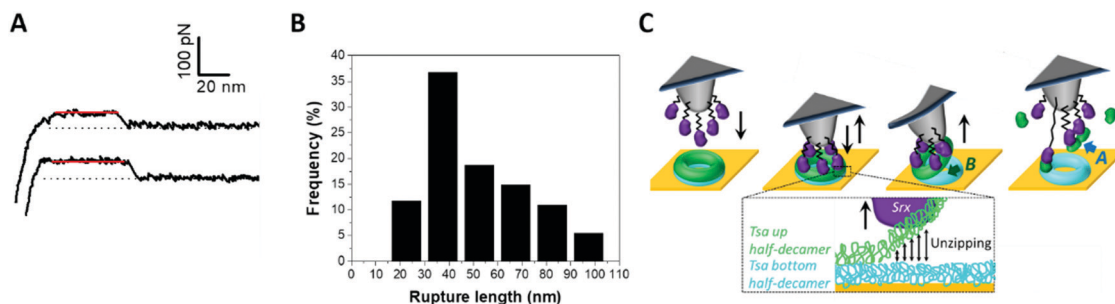 A
100 pN
20 nm
B
Frequency (%)
40
35
30
25
20
15
10
5
0
0 10 20 30 40 50 60 70 80 90 100 110
Rupture length (nm)
C
B
A
Srx
Tsa up
half-decamer
Tsa bottom
half-decamer
Unzipping